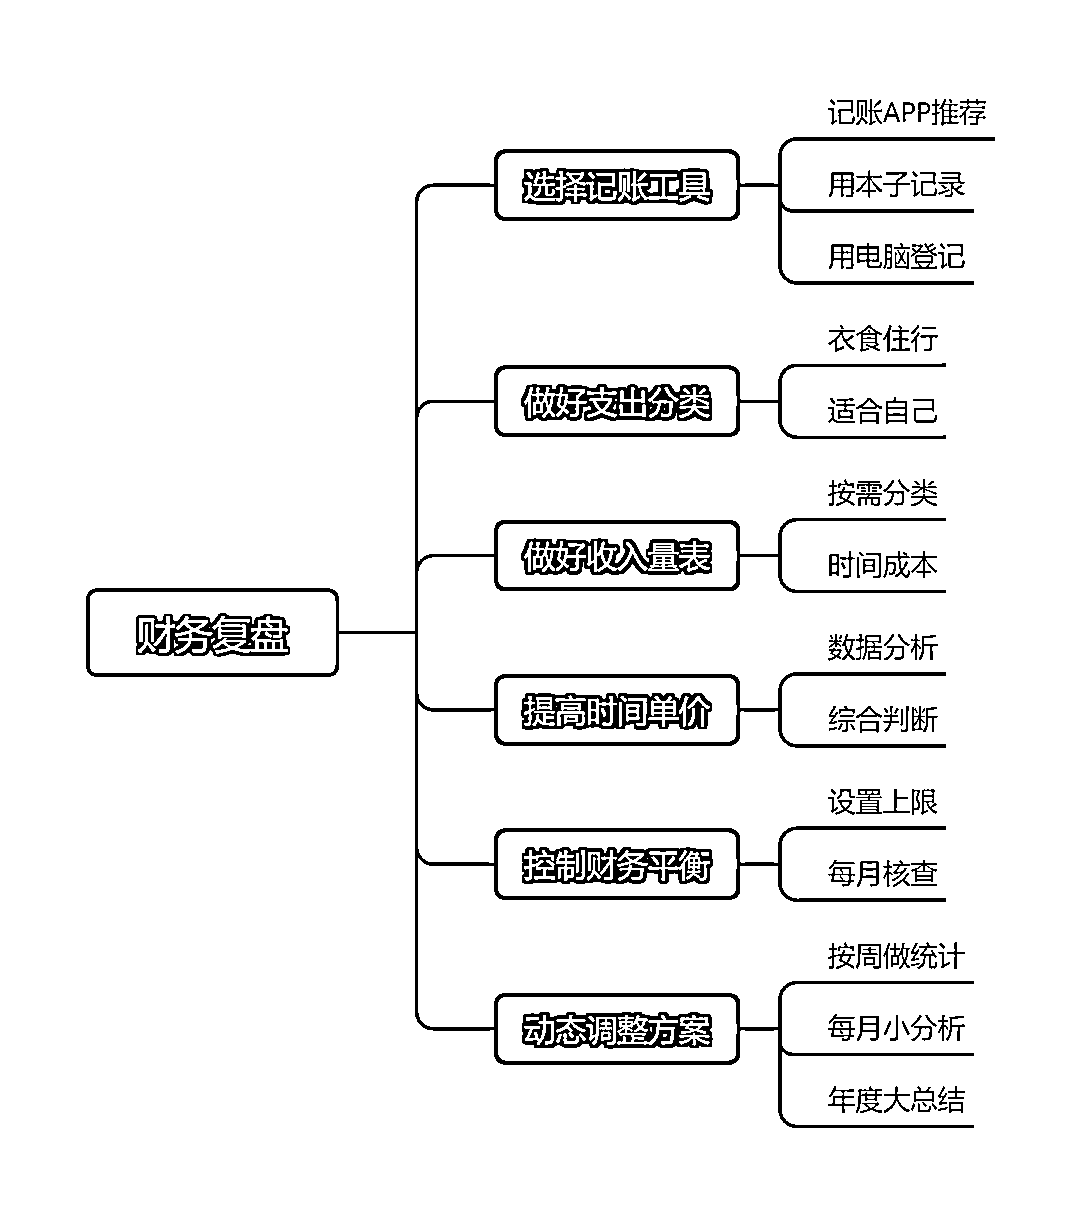 财务复盘
选择记账工具
记账APP推荐
用本子记录
用电脑登记
做好支出分类
衣食住行
适合自己
做好收入量表
按需分类
时间成本
提高时间单价
数据分析
综合判断
控制财务平衡
设置上限
每月核查
动态调整方案
按周做统计
每月小分析
年度大总结